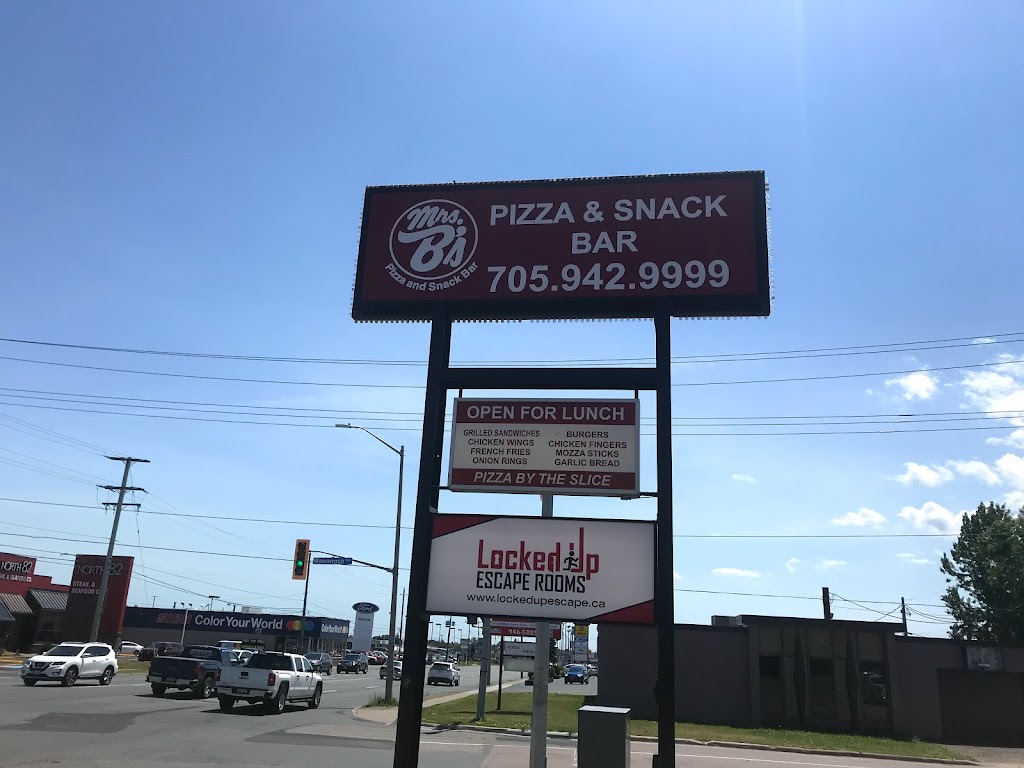 Mrs.
B's
Pizza and Snack Bar
PIZZA & SNACK
BAR
705.942.9999
OPEN FOR LUNCH
GRILLED SANDWICHES
CHICKEN WINGS
FRENCH FRIES
ONION RINGS
BURGERS
CHICKEN FINGERS
MOZZA STICKS
GARLIC BREAD
PIZZA BY THE SLICE
Locked Up
ESCAPE ROOMS
www.lockedupescape.ca
NORTH 82
STEAK &
SEAFOOD CO.
NORTH 82
Color Your World
Ford